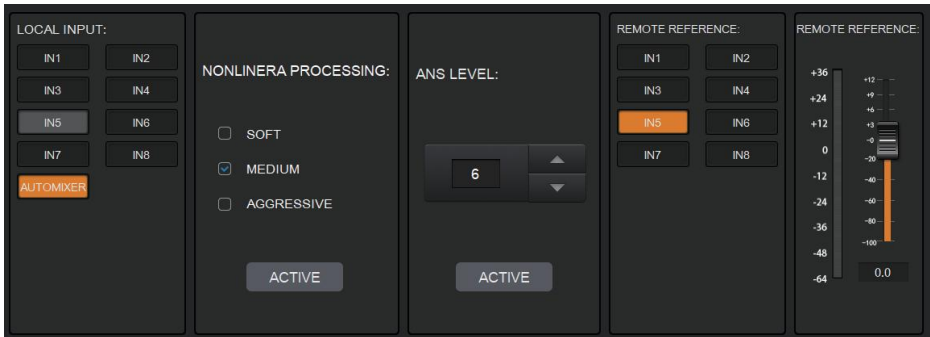 LOCAL INPUT:
IN1 IN2
IN3 IN4
IN5 IN6
IN7 IN8
AUTOMIXER
NONLINERA PROCESSING:
SOFT
MEDIUM
AGGRESSIVE
ACTIVE
ANS LEVEL:
6
ACTIVE
REMOTE REFERENCE:
IN1 IN2
IN3 IN4
IN5 IN6
IN7 IN8
REMOTE REFERENCE:
+36
+24
+12
0
-12
-24
-36
-48
-64
+12
+9
+6
+3
-0
-20
-40
-60
-80
-100
0.0